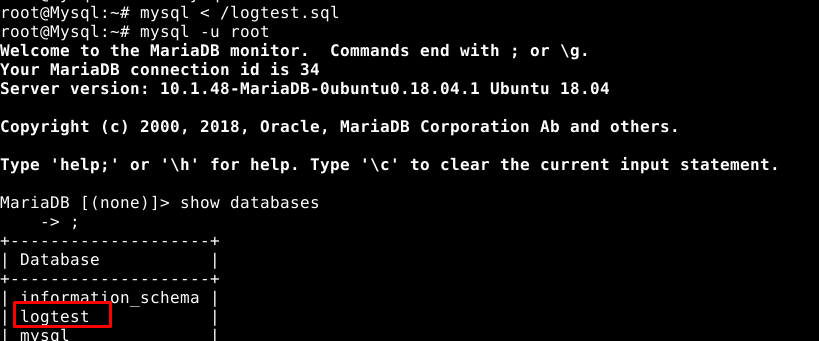 root@Mysql:~# mysql < /logtest.sql
root@Mysql:~# mysql -u root
Welcome to the MariaDB monitor.  Commands end with ; or \g.
Your MariaDB connection id is 34
Server version: 10.1.48-MariaDB-0ubuntu0.18.04.1 Ubuntu 18.04

Copyright (c) 2000, 2018, Oracle, MariaDB Corporation Ab and others.

Type 'help;' or '\h' for help. Type '\c' to clear the current input statement.

MariaDB [(none)]> show databases
    -> ;
+--------------------+
| Database           |
+--------------------+
| information_schema |
| logtest            |
| mysql              |